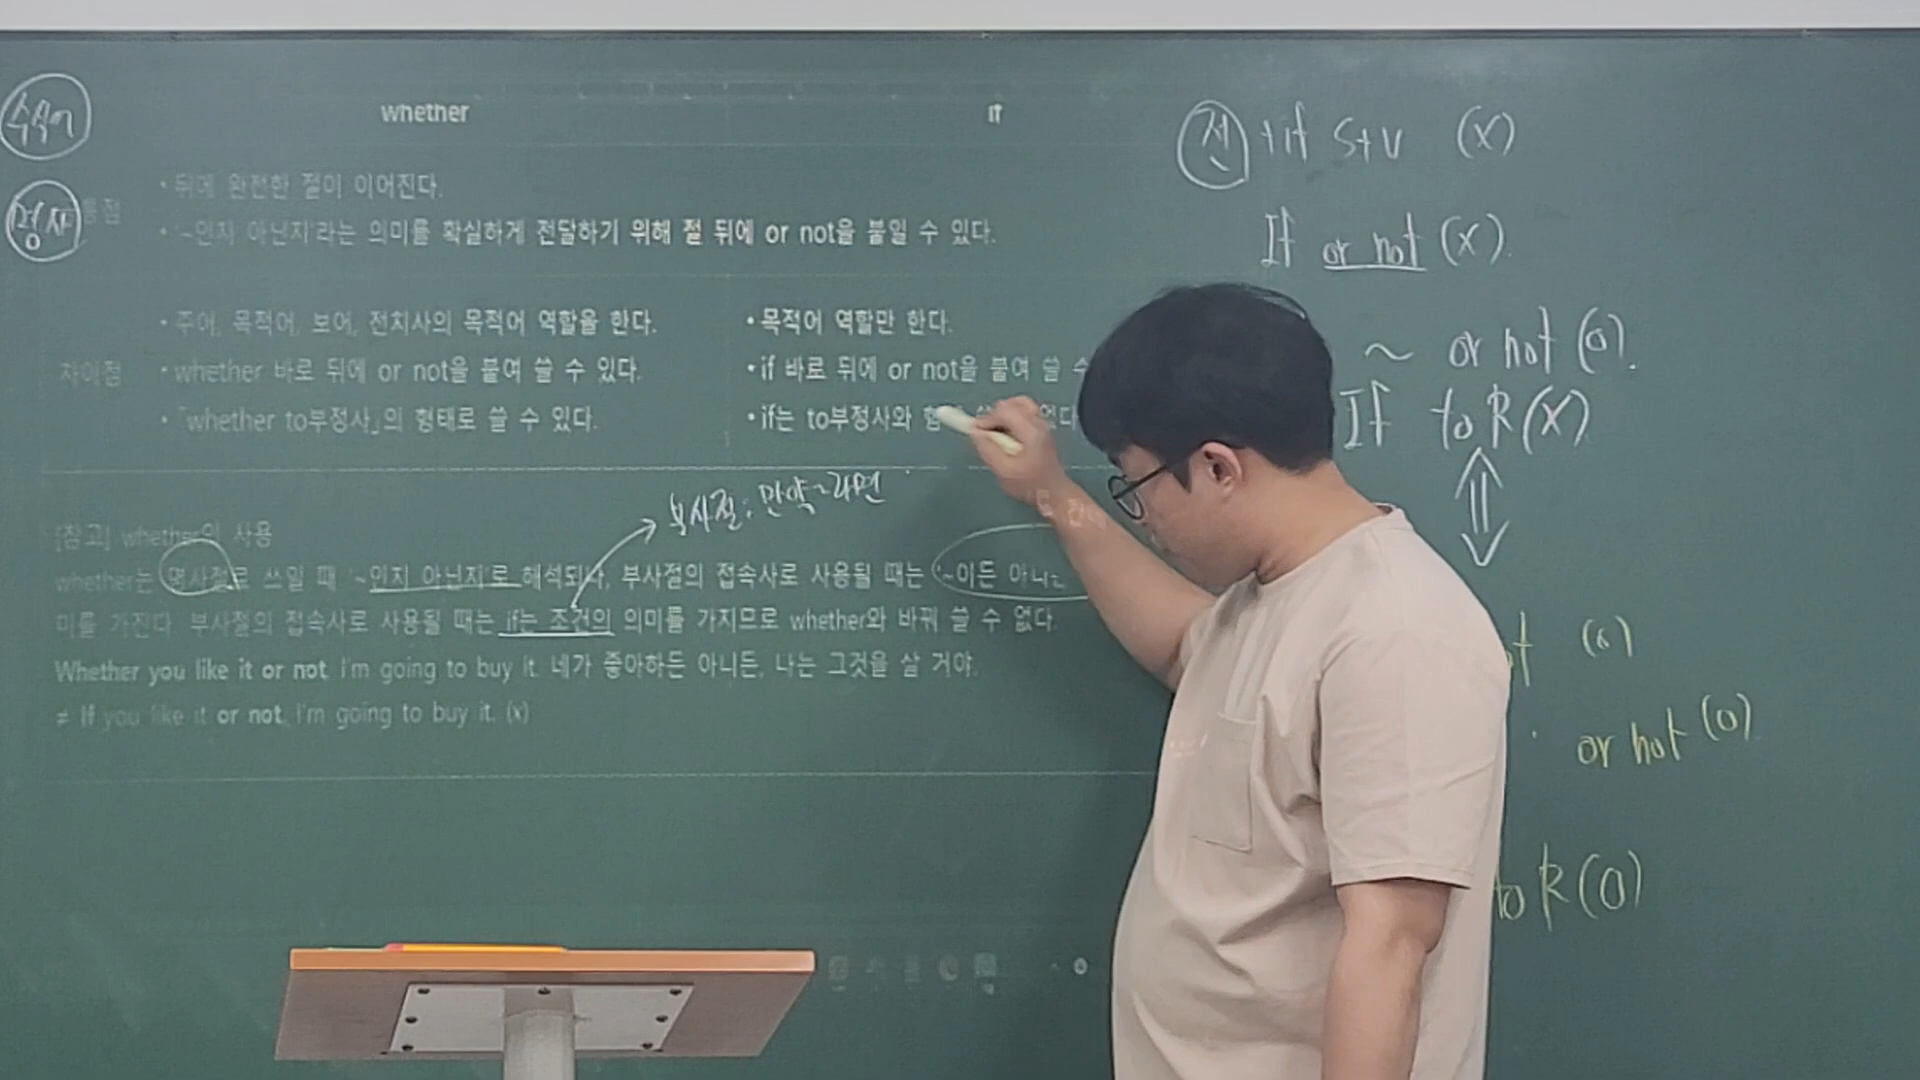 whether if
• 뒤에 완전한 절이 이어진다.
• '~인지 아닌지'라는 의미를 확실하게 전달하기 위해 절 뒤에 or not을 붙일 수 있다.
차이점
• 주어, 목적어, 보어, 전치사의 목적어 역할을 한다.
• whether 바로 뒤에 or not을 붙여 쓸 수 있다.
• 「whether to부정사」의 형태로 쓸 수 있다.
• 목적어 역할만 한다.
• if 바로 뒤에 or not을 붙여 쓸 수
• if는 to부정사와
부사절: 만약~라면
[참고] whether의 사용
whether는 명사절로 쓰일 때 '~인지 아닌지'로 해석되나, 부사절의 접속사로 사용될 때는 '~이든 아니든
미를 가진다. 부사절의 접속사로 사용될 때는 if는 조건의 의미를 가지므로 whether와 바꿔 쓸 수 없다.
Whether you like it or not, I'm going to buy it. 네가 좋아하든 아니든, 나는 그것을 살 거야.
≠ If you like it or not, I'm going to buy it. (x)
전 +if S+V (X)
If or not (X).
~ or not (O).
If to R (X)
(O)
or not (O)
to R (O)